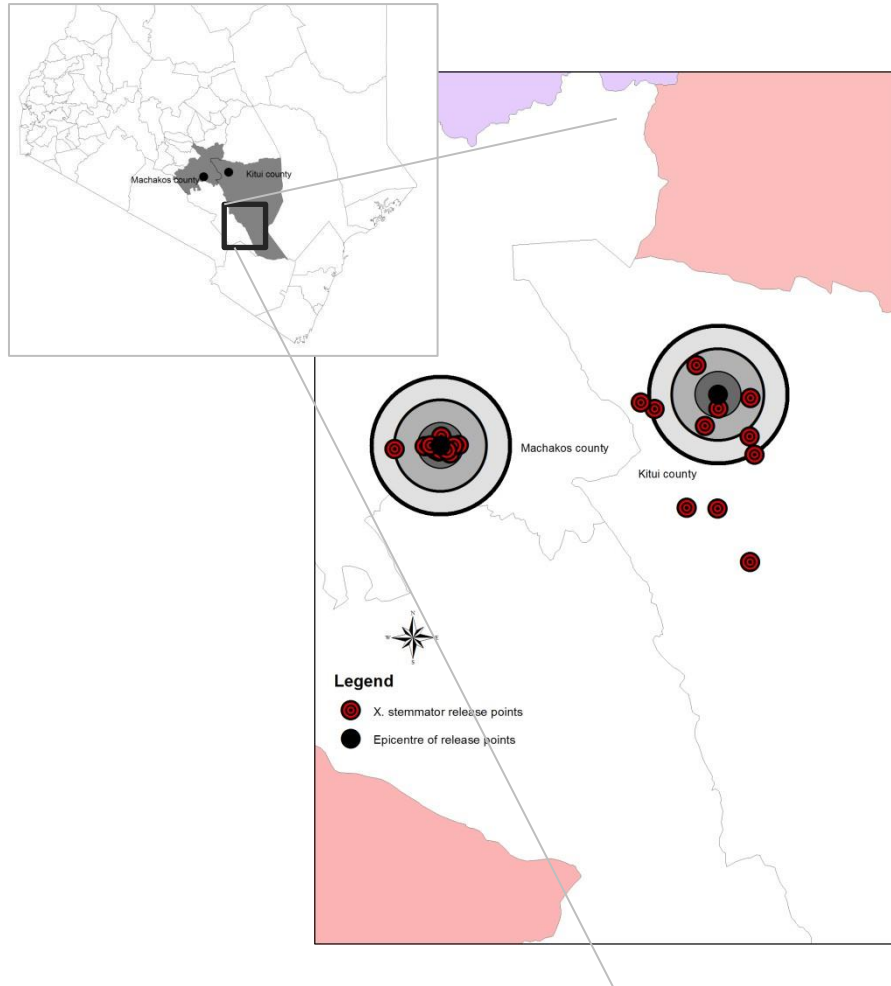 Machakos county
Kitui county
Machakos county
Kitui county
N
W
E
S
Legend
X. stemmator release points
Epicentre of release points